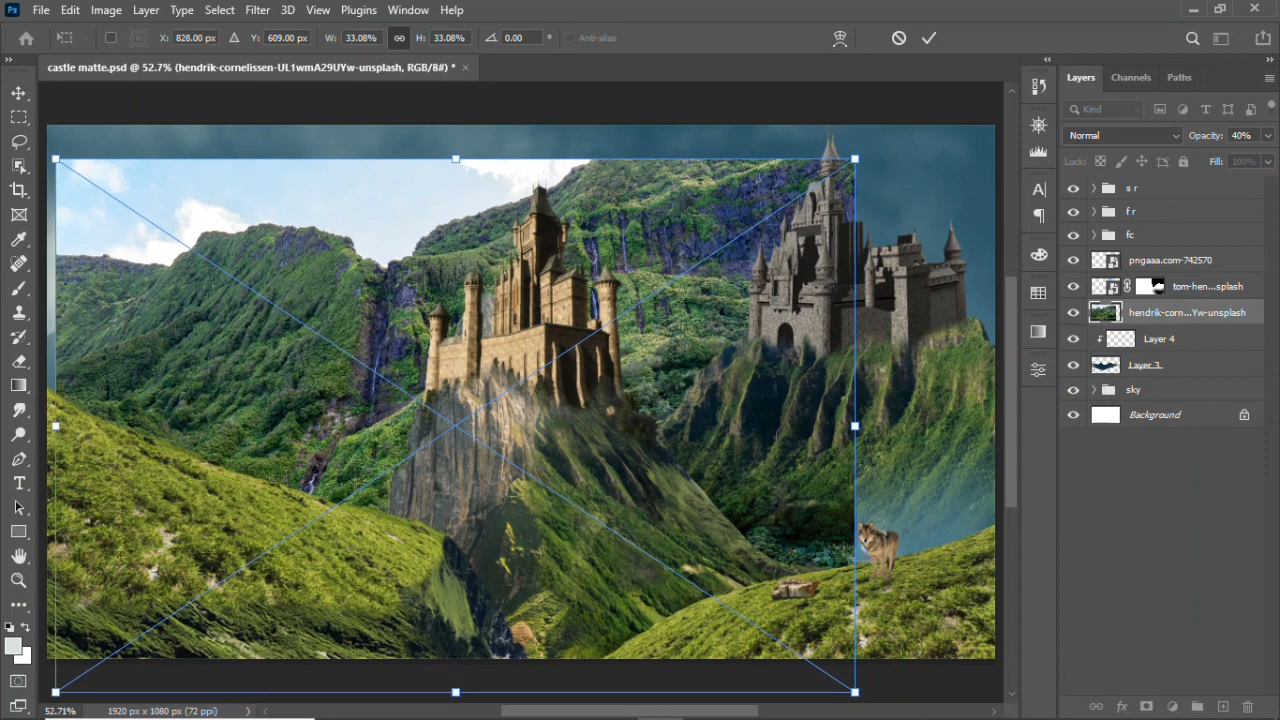 Ps File Edit Image Layer Type Select Filter 3D View Plugins Window Help
X: 828.00 px Y: 609.00 px W: 33.08% H: 33.08% 0.00 ° Anti-alias
castle matte.psd @ 52.7% (hendrik-cornelissen-UL1wmA29UYw-unsplash, RGB/8#) *
Layers Channels Paths
Kind
Normal Opacity: 40%
Lock: Fill: 100%
s r
f r
fc
pngaaa.com-742570
tom-hen...splash
hendrik-corn...Yw-unsplash
Layer 4
Layer 3
sky
Background
52.71% 1920 px x 1080 px (72 ppi)